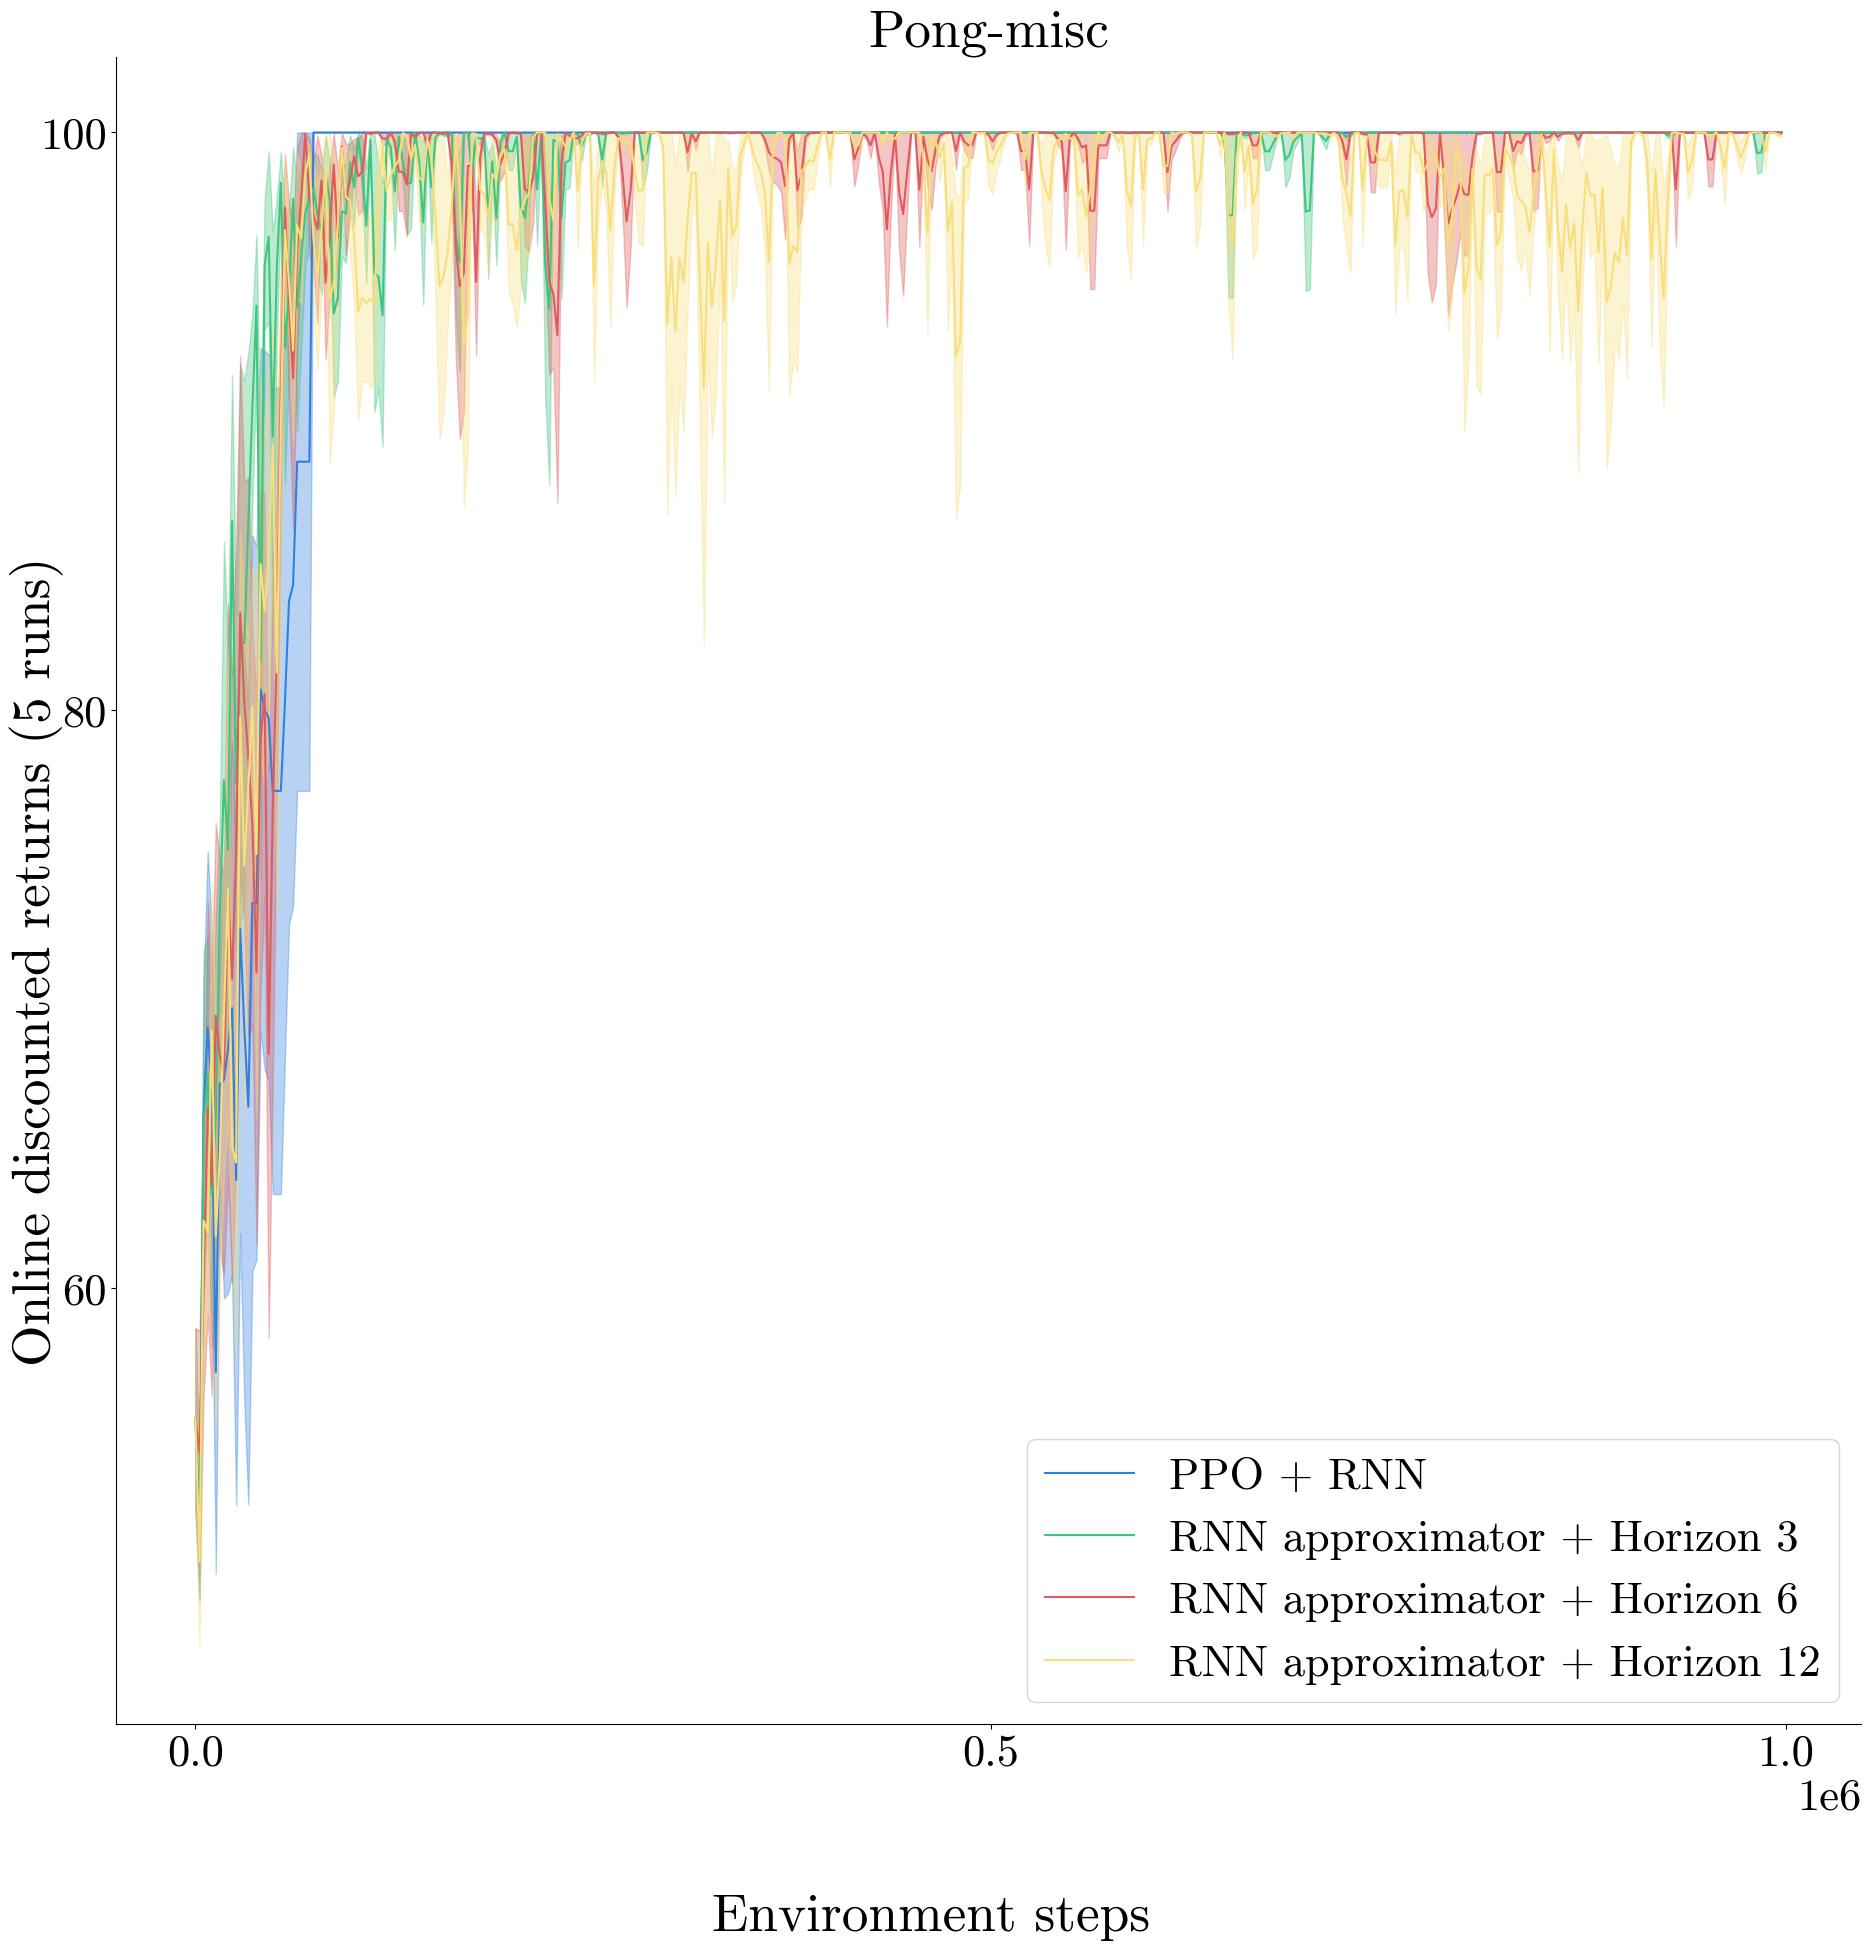 Pong-misc
Online discounted returns (5 runs)
100
80
60
PPO + RNN
RNN approximator + Horizon 3
RNN approximator + Horizon 6
RNN approximator + Horizon 12
0.0
0.5
1.0
1e6
Environment steps